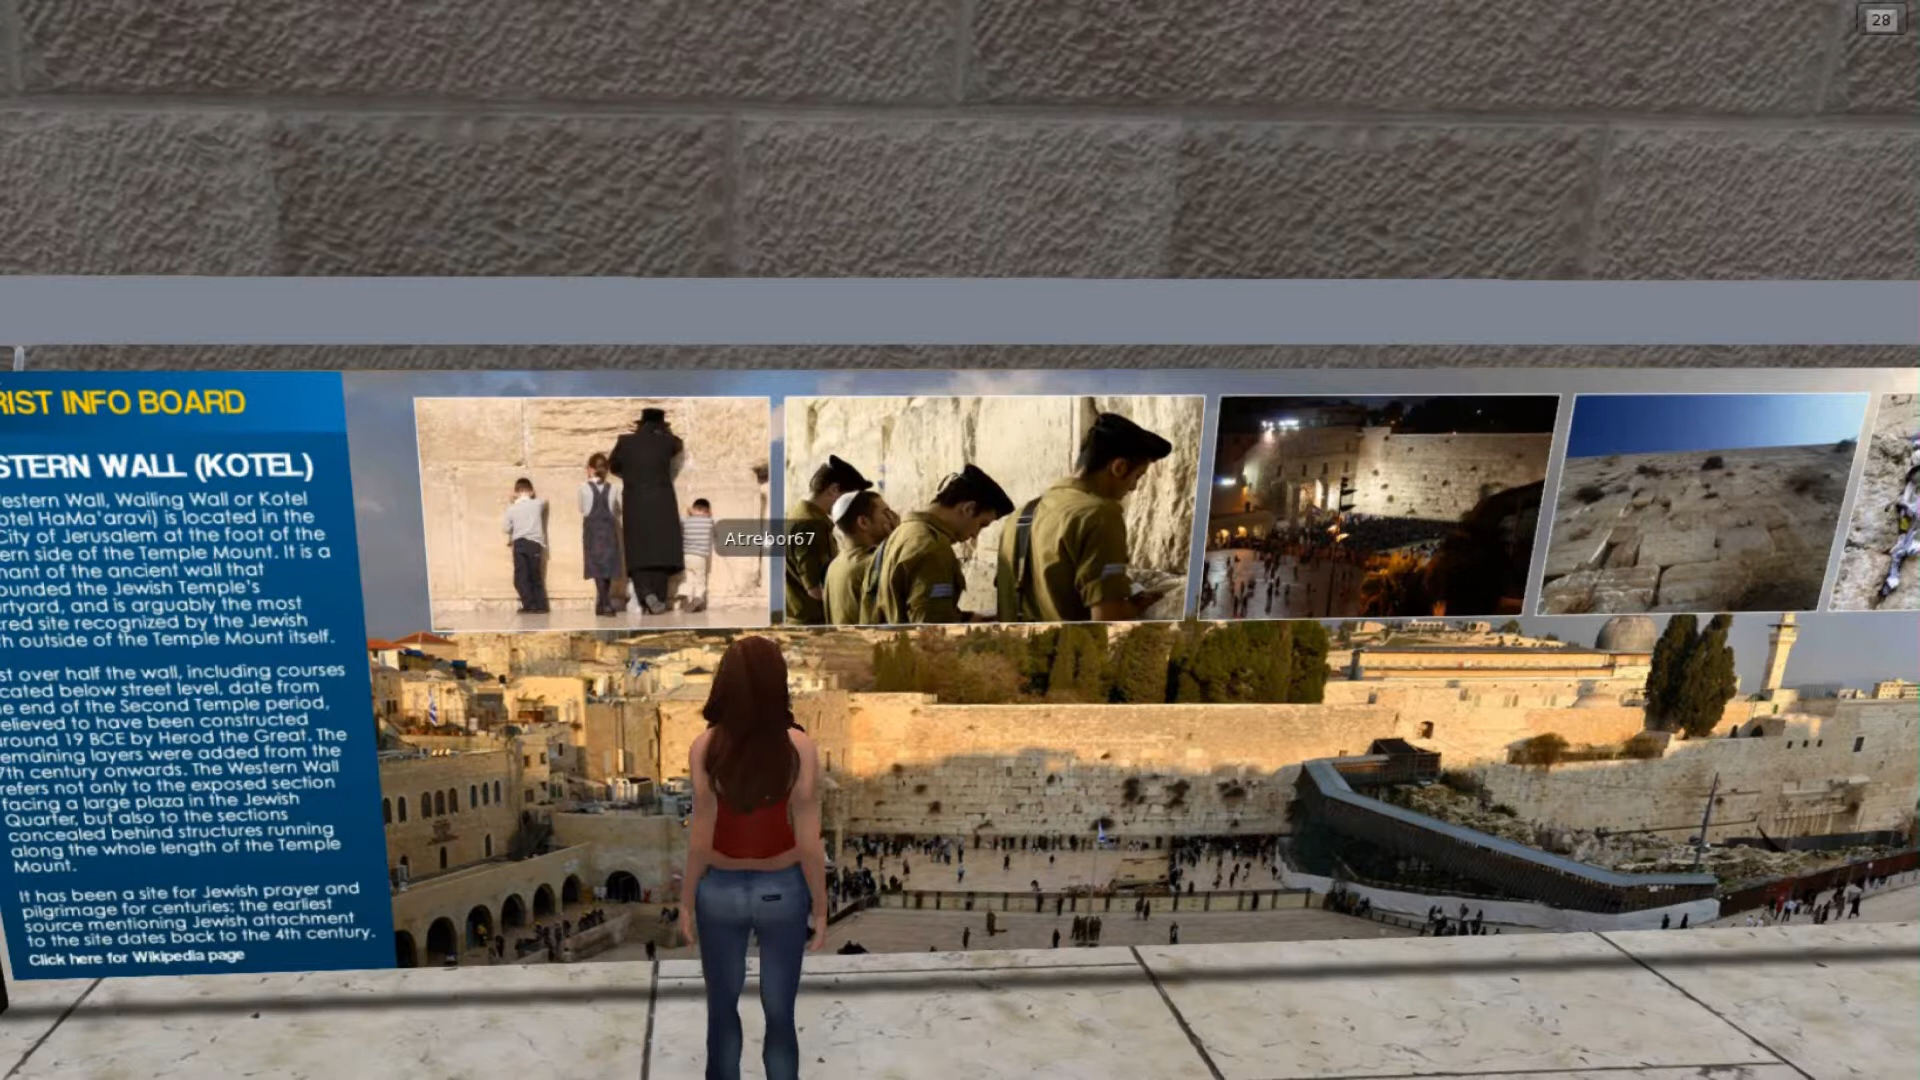 28
RIST INFO BOARD
STERN WALL (KOTEL)
estern Wall, Wailing Wall or Kotel
otel HaMa'aravi) is located in the
City of Jerusalem at the foot of the
ern side of the Temple Mount. It is a
nant of the ancient wall that
ounded the Jewish Temple's
rtyard, and is arguably the most
red site recognized by the Jewish
h outside of the Temple Mount itself.
st over half the wall, including courses
cated below street level, date from
e end of the Second Temple period,
elieved to have been constructed
around 19 BCE by Herod the Great. The
emaining layers were added from the
7th century onwards. The Western Wall
refers not only to the exposed section
facing a large plaza in the Jewish
Quarter, but also to the sections
concealed behind structures running
along the whole length of the Temple
Mount.
It has been a site for Jewish prayer and
pilgrimage for centuries; the earliest
source mentioning Jewish attachment
to the site dates back to the 4th century.
Click here for Wikipedia page
Atrebor67